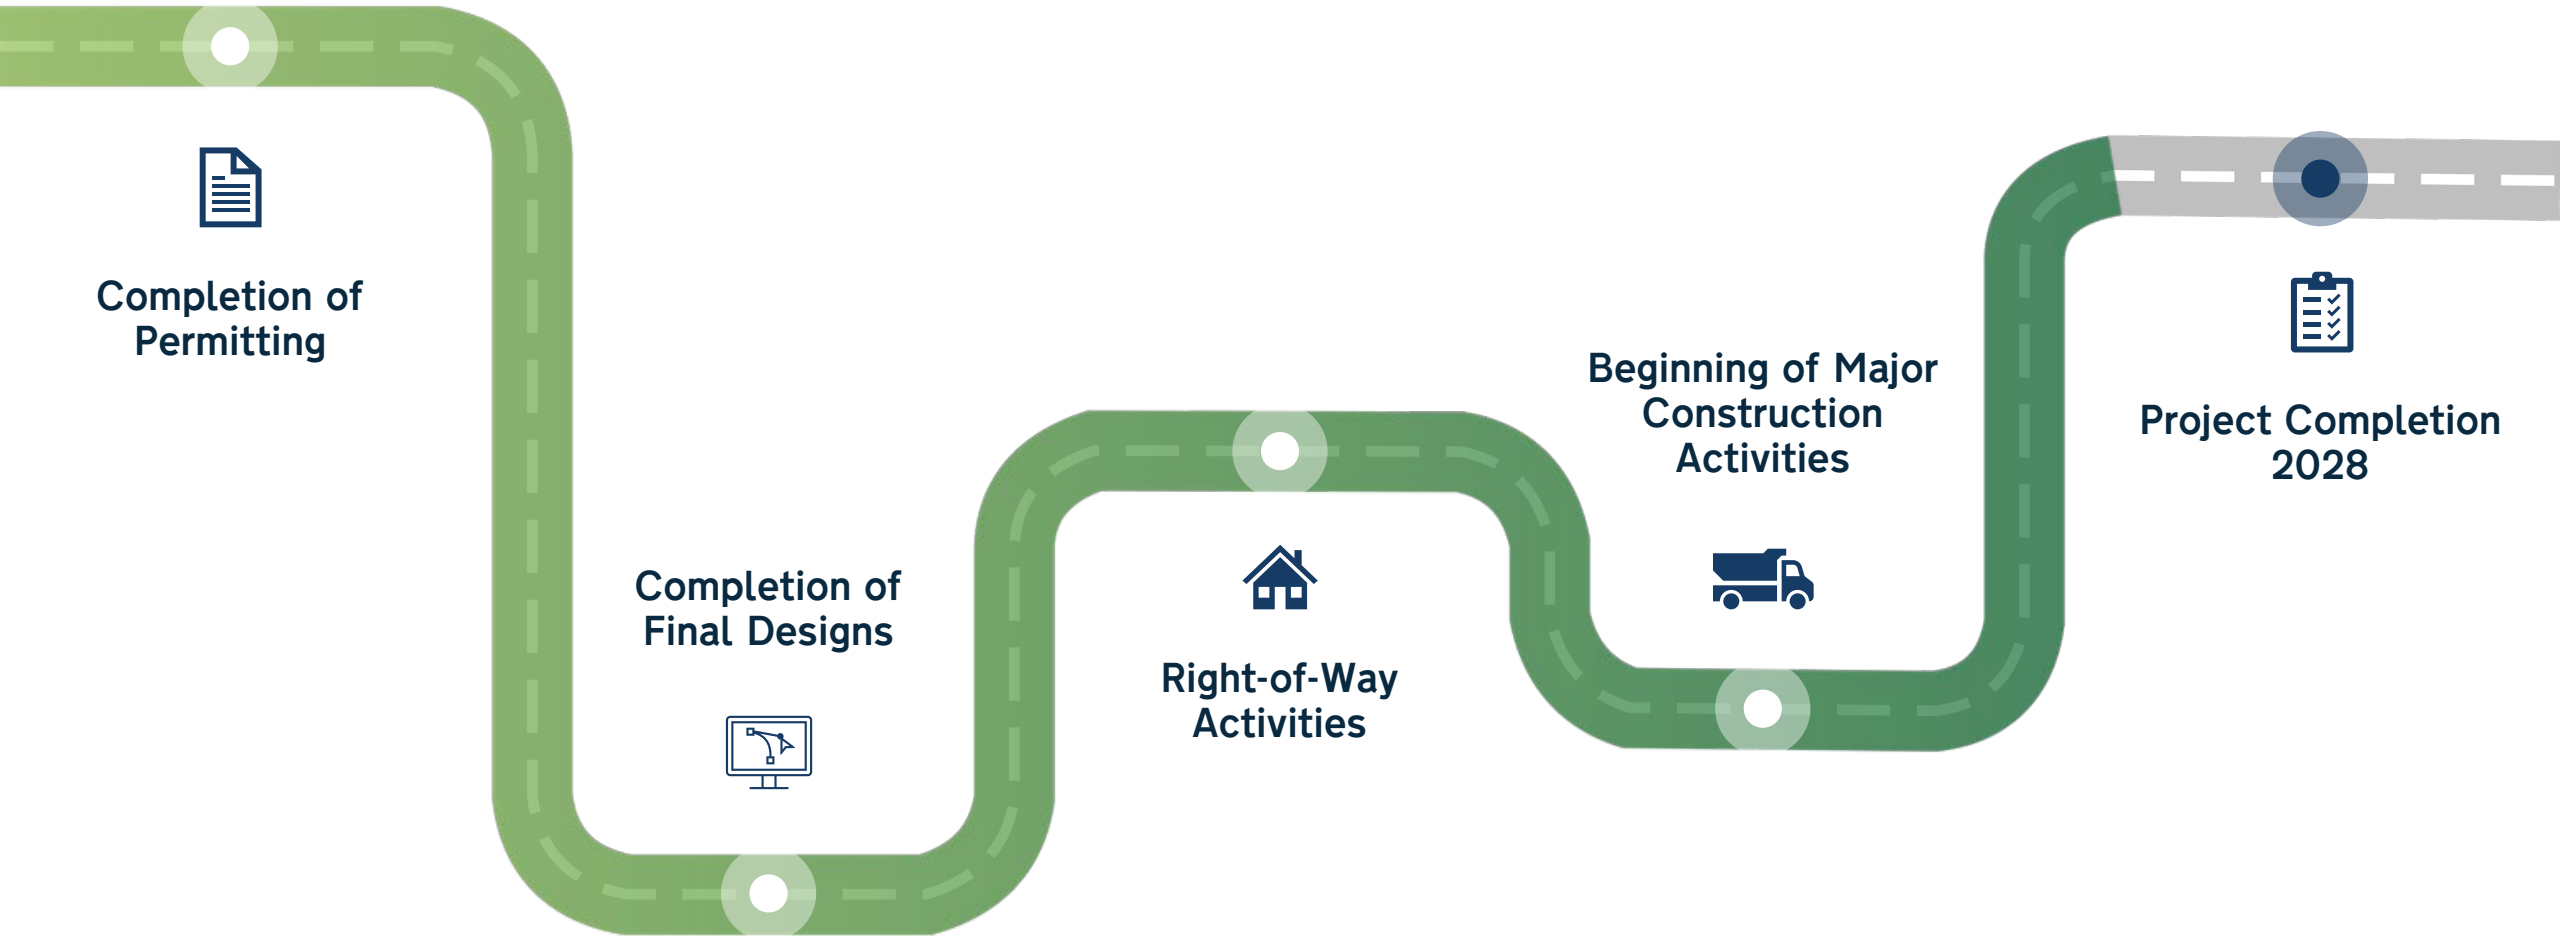 Completion of
Permitting
Completion of
Final Designs
Right-of-Way
Activities
Beginning of Major
Construction
Activities
Project Completion
2028